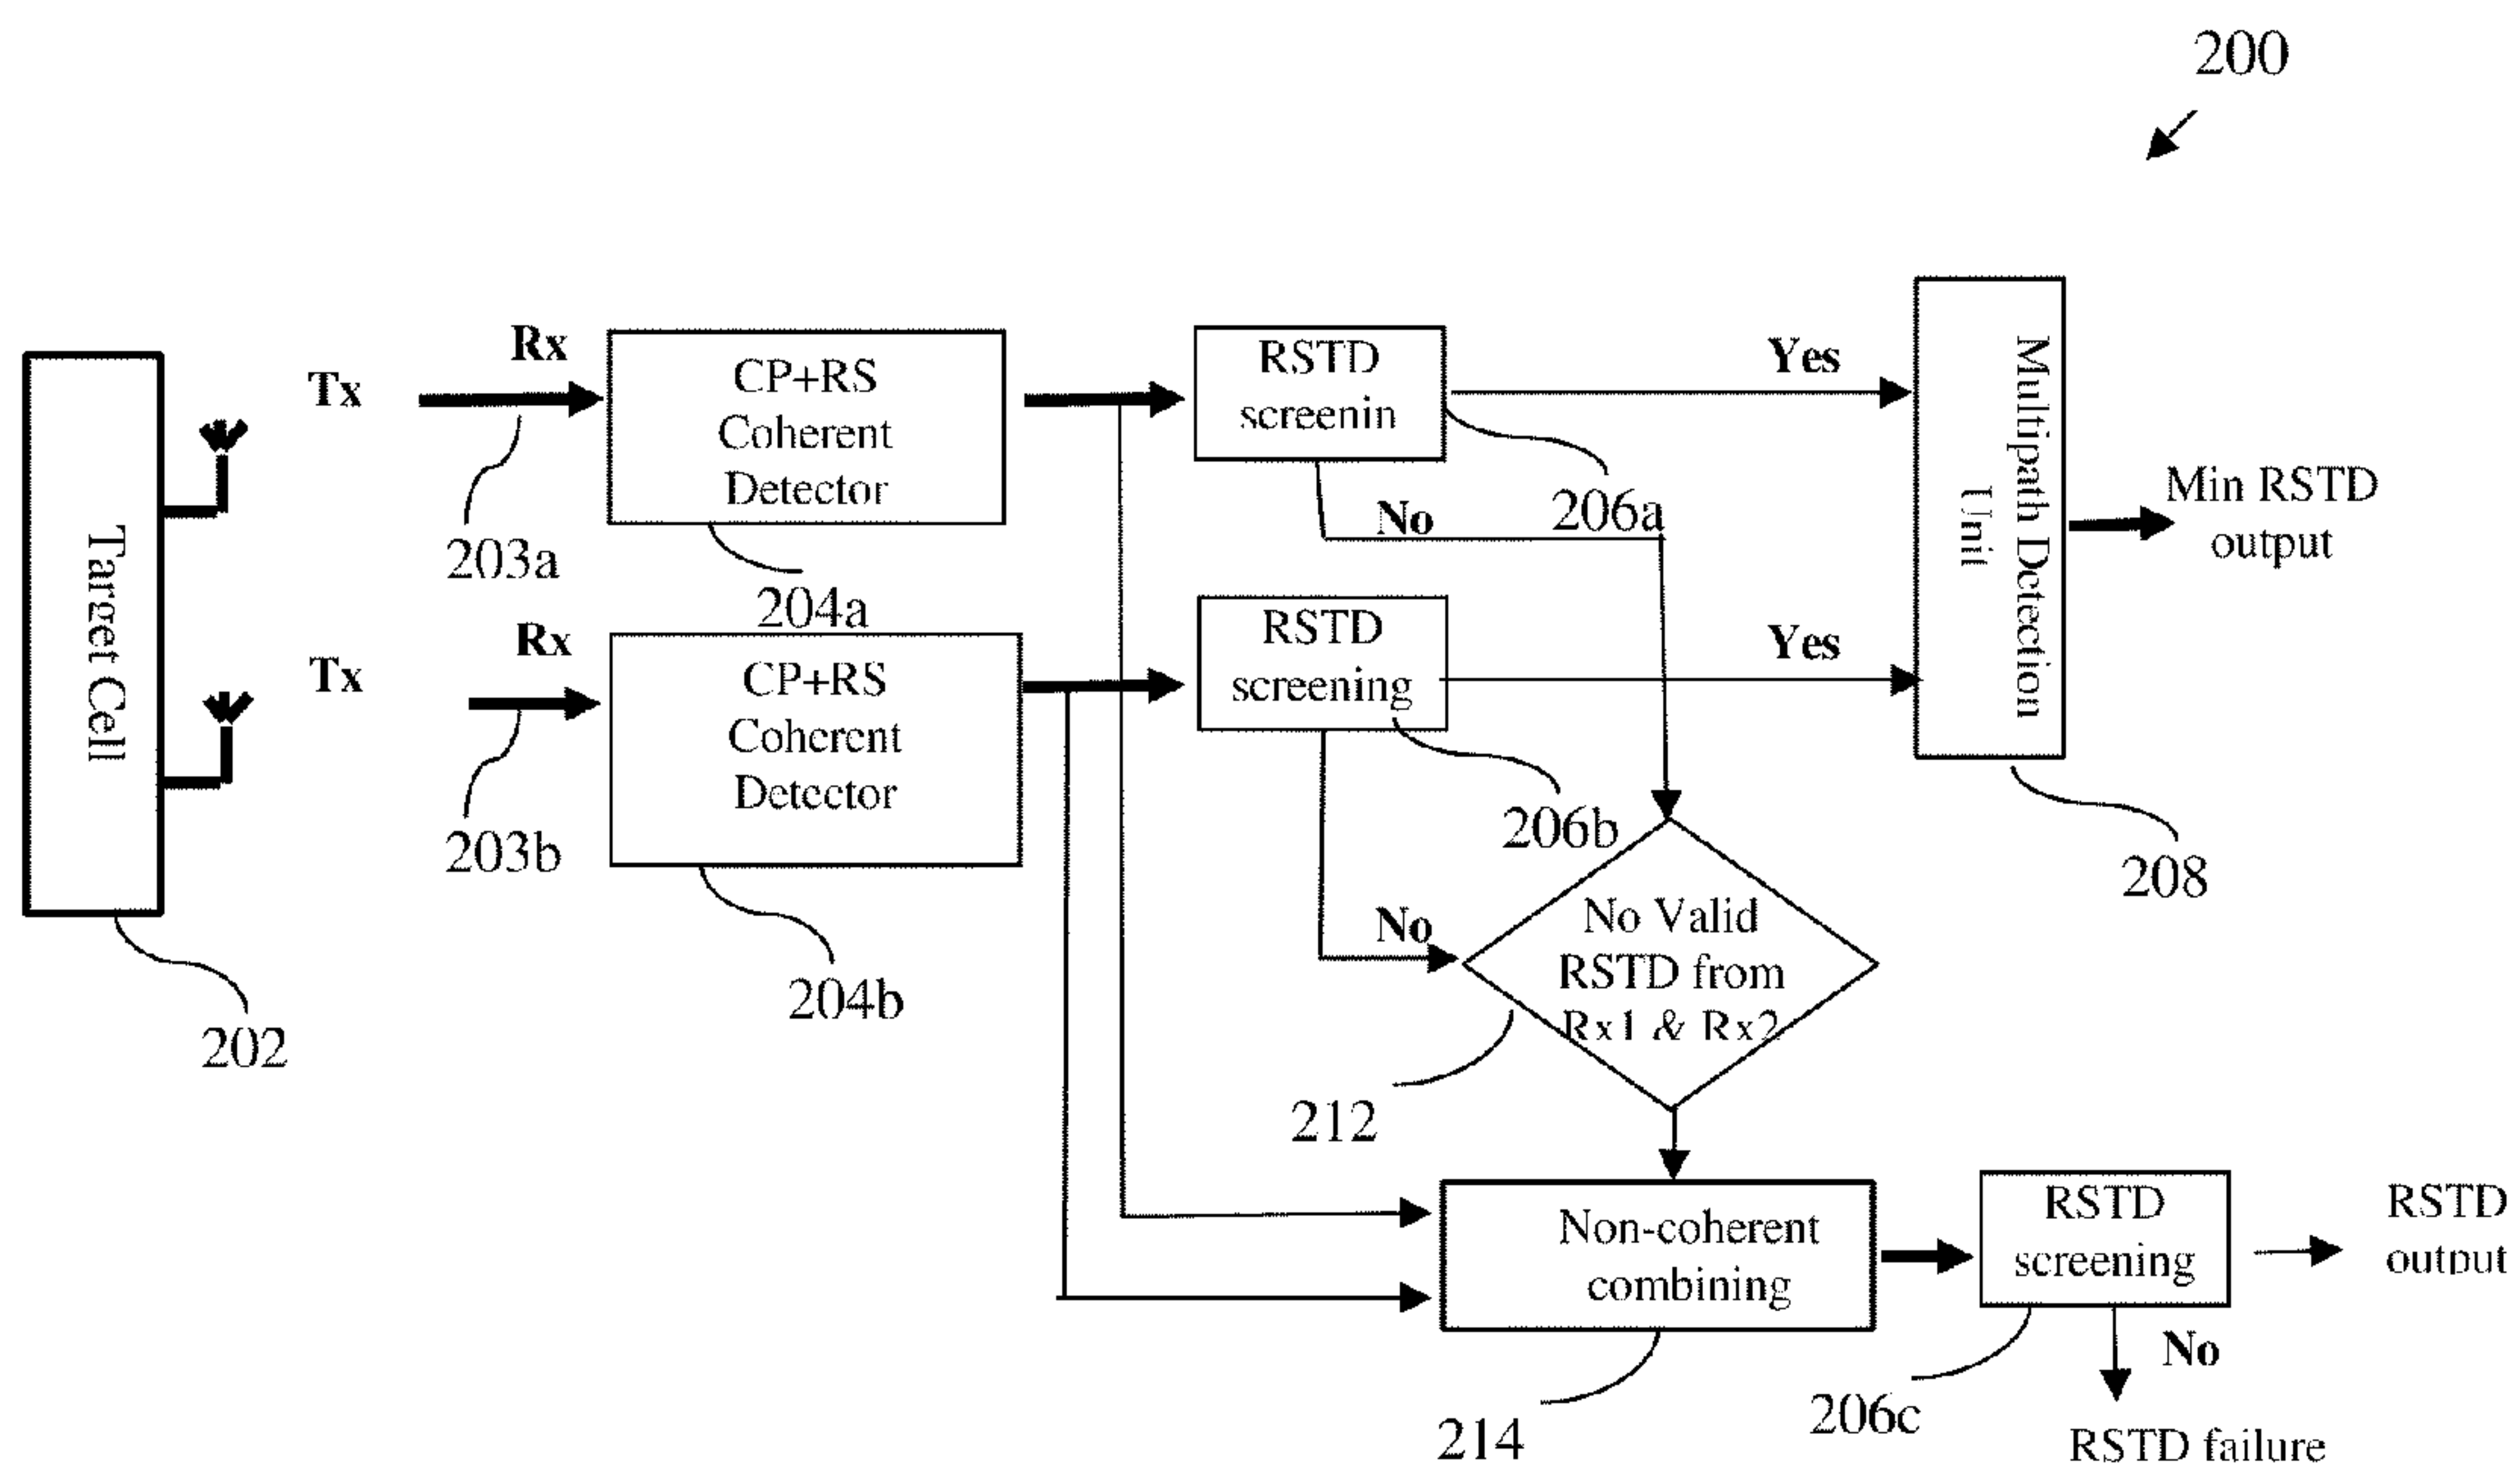 200
Target Cell
202
Tx
Rx
203a
CP+RS
Coherent
Detector
204a
RSTD
screenin
206a
Yes
No
Tx
Rx
203b
CP+RS
Coherent
Detector
204b
RSTD
screening
206b
Yes
No
Multipath Detection
Unit
208
Min RSTD
output
No Valid
RSTD from
Rx1 & Rx2
212
Non-coherent
combining
214
RSTD
screening
206c
RSTD
output
No
RSTD failure